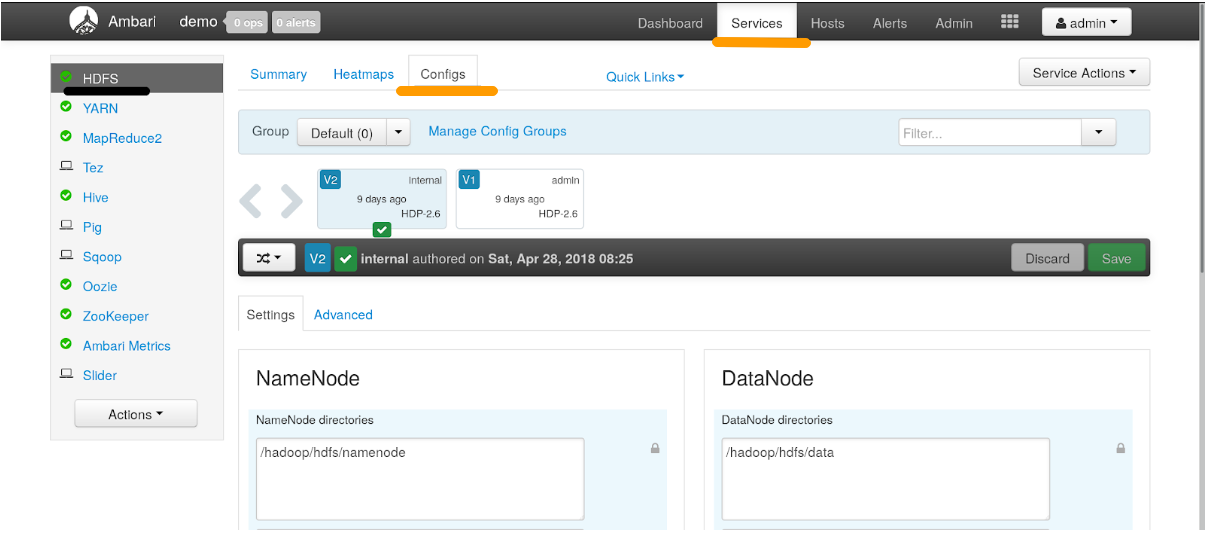 Ambari demo 0 ops 0 alerts Dashboard Services Hosts Alerts Admin admin
HDFS
YARN
MapReduce2
Tez
Hive
Pig
Sqoop
Oozie
ZooKeeper
Ambari Metrics
Slider
Actions
Summary Heatmaps Configs Quick Links Service Actions
Group Default (0) Manage Config Groups Filter...
V2 internal
9 days ago
HDP-2.6
V1 admin
9 days ago
HDP-2.6
V2 internal authored on Sat, Apr 28, 2018 08:25 Discard Save
Settings Advanced
NameNode
NameNode directories
/hadoop/hdfs/namenode
DataNode
DataNode directories
/hadoop/hdfs/data